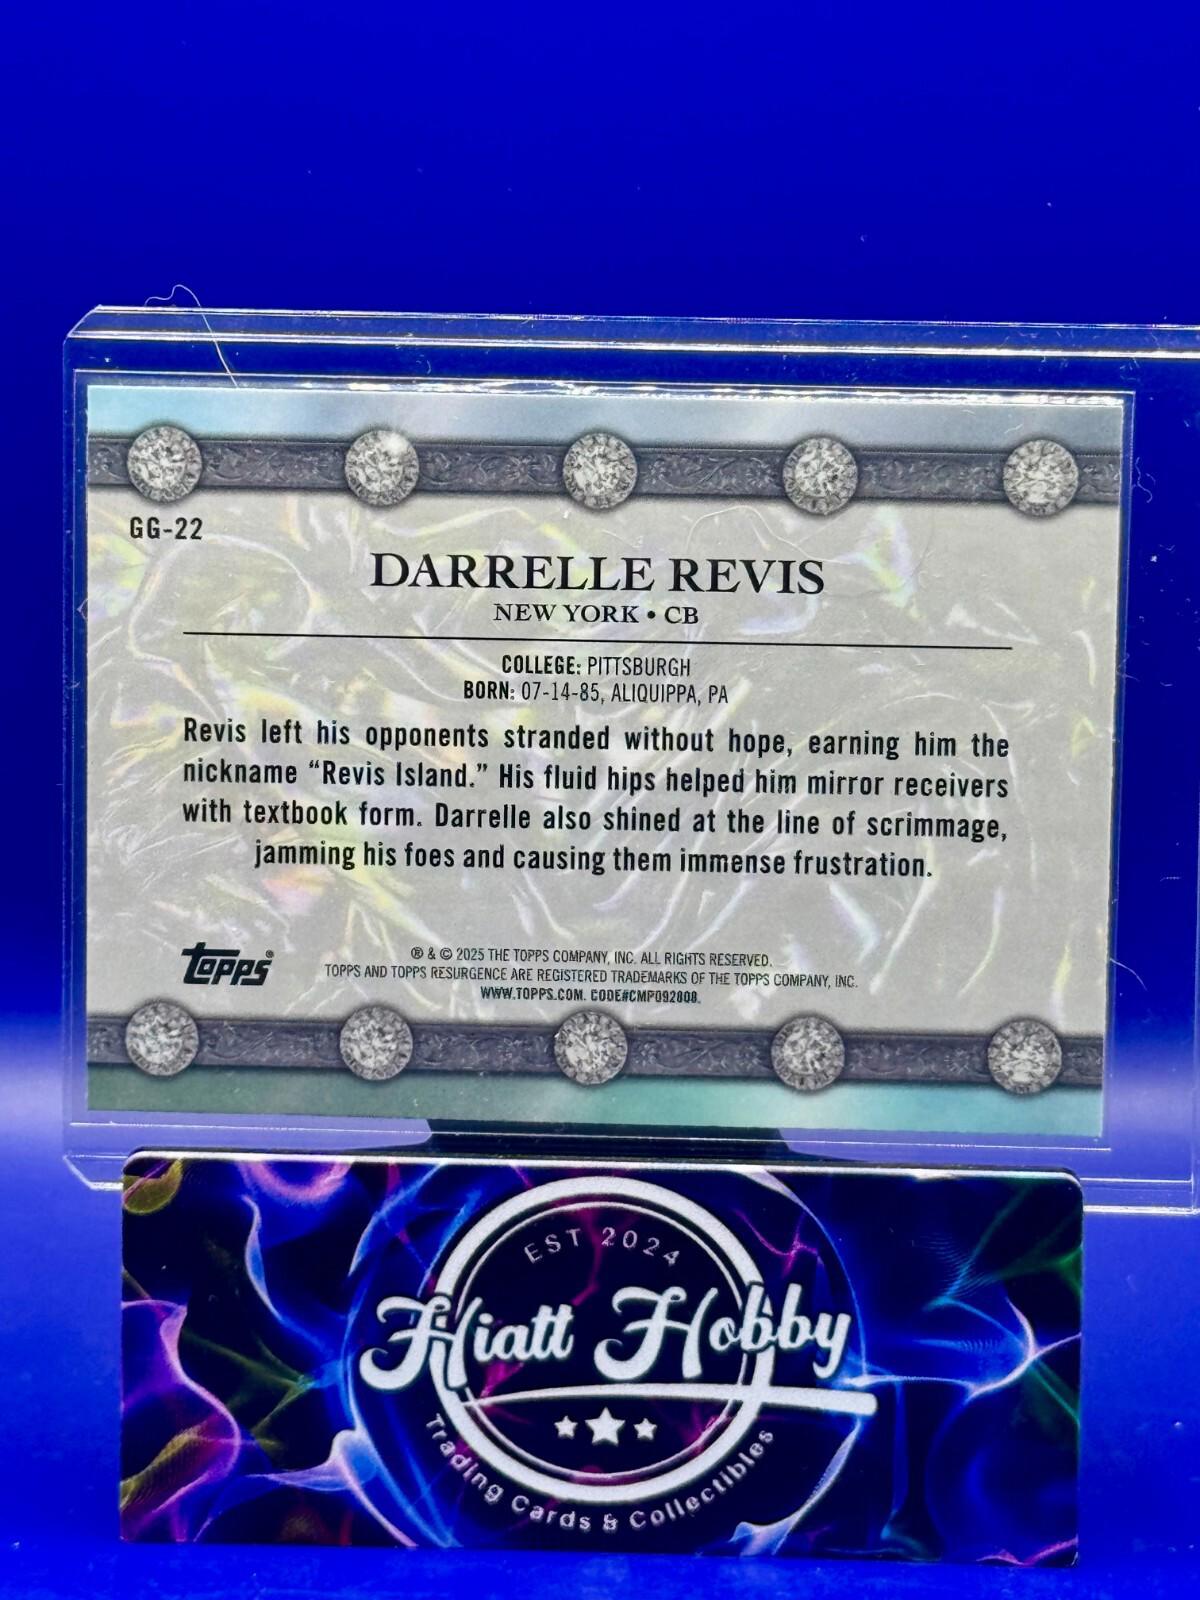 GG-22
DARRELLE REVIS
NEW YORK • CB
COLLEGE: PITTSBURGH
BORN: 07-14-85, ALIQUIPPA, PA
Revis left his opponents stranded without hope, earning him the
nickname “Revis Island.” His fluid hips helped him mirror receivers
with textbook form. Darrelle also shined at the line of scrimmage,
jamming his foes and causing them immense frustration.
Topps®
® & © 2025 THE TOPPS COMPANY, INC. ALL RIGHTS RESERVED.
TOPPS AND TOPPS RESURGENCE ARE REGISTERED TRADEMARKS OF THE TOPPS COMPANY, INC.
WWW.TOPPS.COM. CODE#CMP092808.
EST 2024
Hiatt Hobby
Trading Cards & Collectibles